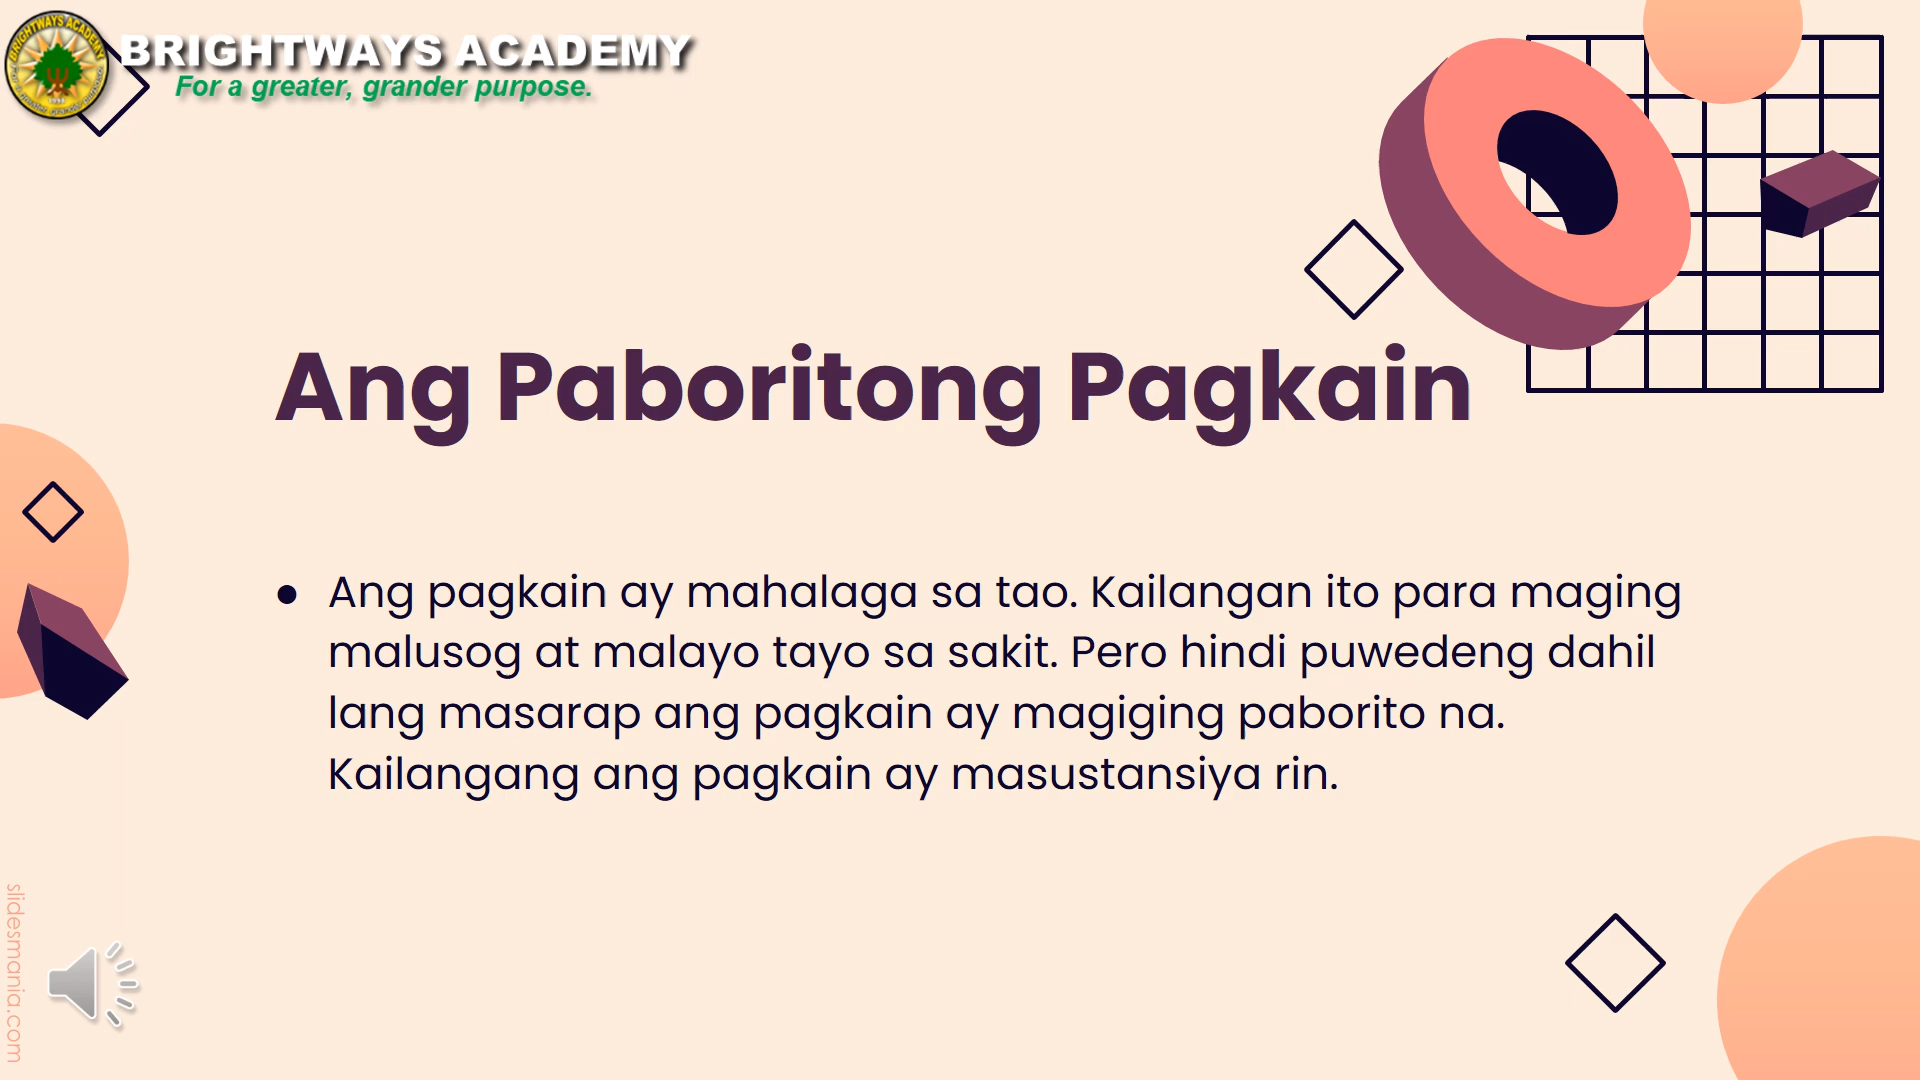 BRIGHTWAYS ACADEMY
BRIGHTWAYS ACADEMY
For a greater, grander purpose.
Ang Paboritong Pagkain
● Ang pagkain ay mahalaga sa tao. Kailangan ito para maging
malusog at malayo tayo sa sakit. Pero hindi puwedeng dahil
lang masarap ang pagkain ay magiging paborito na.
Kailangang ang pagkain ay masustansiya rin.
slidesmania.com